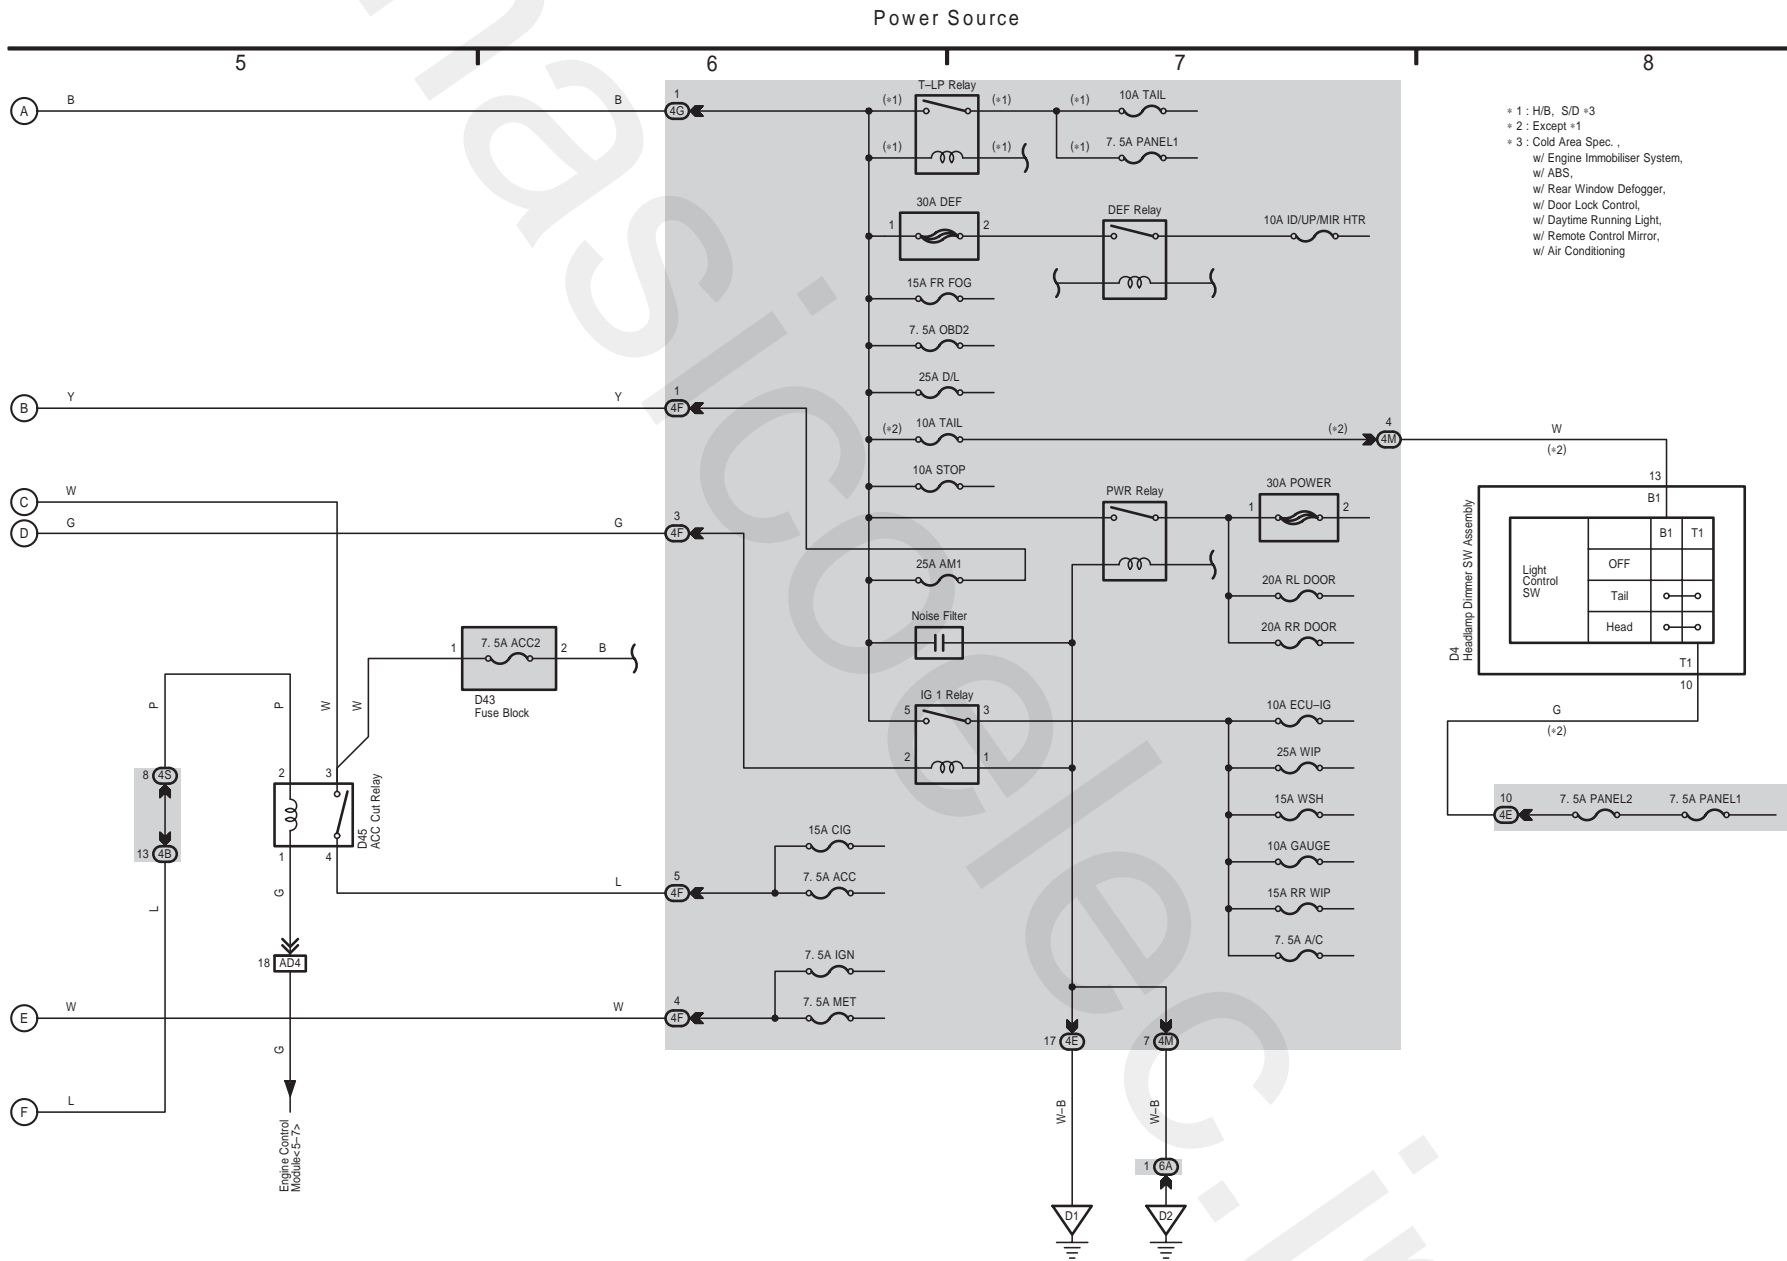 Power Source
5
6
7
8
A
B
B
1
4G
T–LP Relay
(*1)
(*1)
(*1)
10A TAIL
(*1)
(*1)
(*1)
7. 5A PANEL1
* 1 : H/B, S/D *3
* 2 : Except *1
* 3 : Cold Area Spec. ,
w/ Engine Immobiliser System,
w/ ABS,
w/ Rear Window Defogger,
w/ Door Lock Control,
w/ Daytime Running Light,
w/ Remote Control Mirror,
w/ Air Conditioning
30A DEF
1
2
DEF Relay
10A ID/UP/MIR HTR
15A FR FOG
7. 5A OBD2
25A D/L
B
Y
Y
1
4F
(*2)
10A TAIL
(*2)
4
4M
W
(*2)
10A STOP
C
W
D
G
G
3
4F
PWR Relay
30A POWER
1
2
25A AM1
20A RL DOOR
20A RR DOOR
Noise Filter
13
B1
B1
T1
Light
Control
SW
OFF
Tail
Head
T1
10
D4
Headlamp Dimmer SW Assembly
G
(*2)
10
4E
7. 5A PANEL2
7. 5A PANEL1
1
7. 5A ACC2
2
B
D43
Fuse Block
P
P
W
W
8
4S
13
4B
2
3
1
4
D45
ACC Cut Relay
IG 1 Relay
5
3
2
1
10A ECU–IG
25A WIP
15A WSH
10A GAUGE
15A RR WIP
7. 5A A/C
L
G
L
5
4F
15A CIG
7. 5A ACC
18
AD4
7. 5A IGN
7. 5A MET
E
W
W
4
4F
17
4E
7
4M
G
F
L
Engine Control
Module<5–7>
W–B
W–B
1
6A
D1
D2